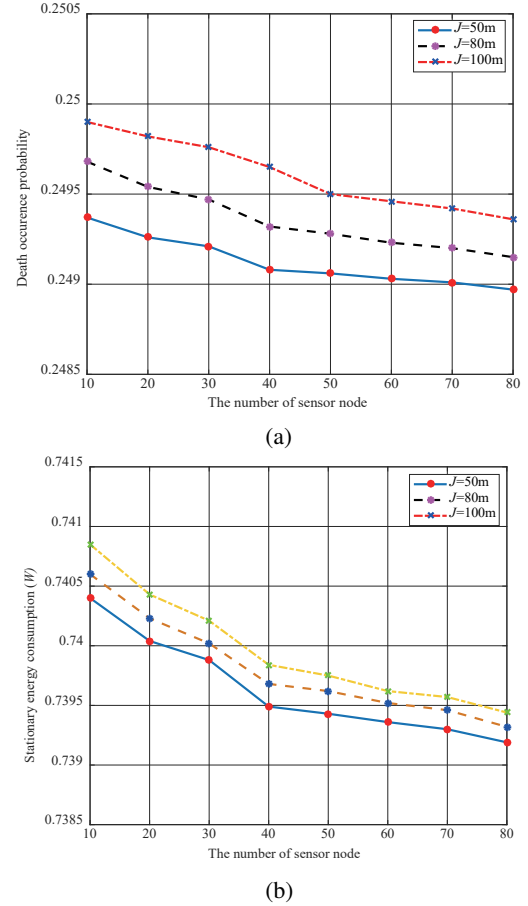 0.2505
0.25
0.2495
0.249
0.2485
Death occurence probability
J=50m
J=80m
J=100m
10 20 30 40 50 60 70 80
The number of sensor node
(a)
0.7415
0.741
0.7405
0.74
0.7395
0.739
0.7385
Stationary energy consumption (W)
J=50m
J=80m
J=100m
10 20 30 40 50 60 70 80
The number of sensor node
(b)